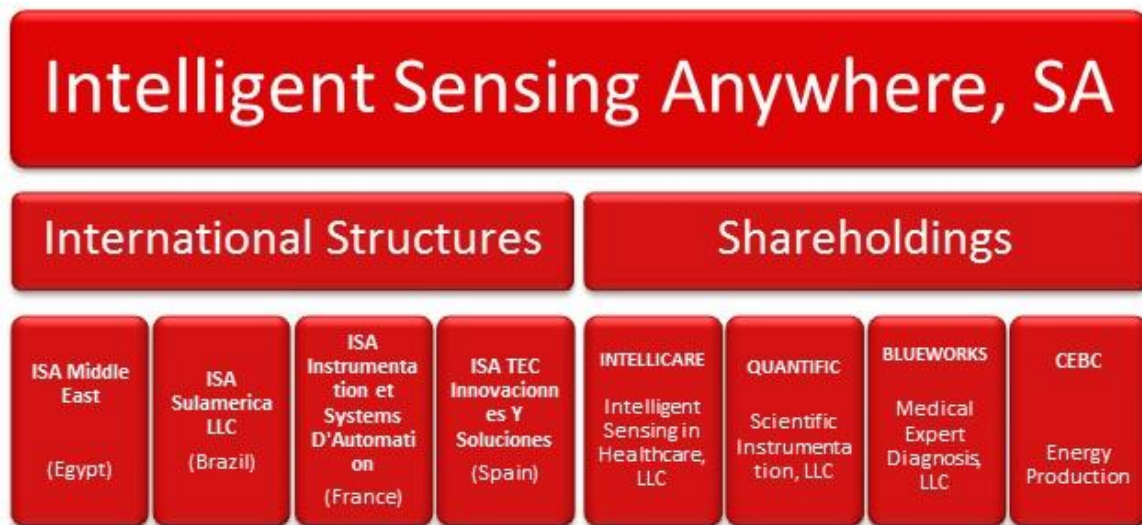 Intelligent Sensing Anywhere, SA
International Structures
Shareholdings
ISA Middle
East
(Egypt)
ISA
Sulamerica
LLC
(Brazil)
ISA
Instrumenta
tion et
Systems
D'Automati
on
(France)
ISA TEC
Innovacionn
es Y
Soluciones
(Spain)
INTELLICARE
Intelligent
Sensing in
Healthcare,
LLC
QUANTIFIC
Scientific
Instrumenta
tion, LLC
BLUEWORKS
Medical
Expert
Diagnosis,
LLC
CEBC
Energy
Production